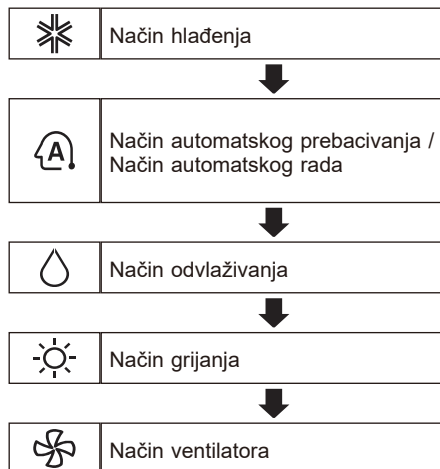 Način hlađenja
A
Način automatskog prebacivanja /
Način automatskog rada
Način odvlaživanja
Način grijanja
Način ventilatora